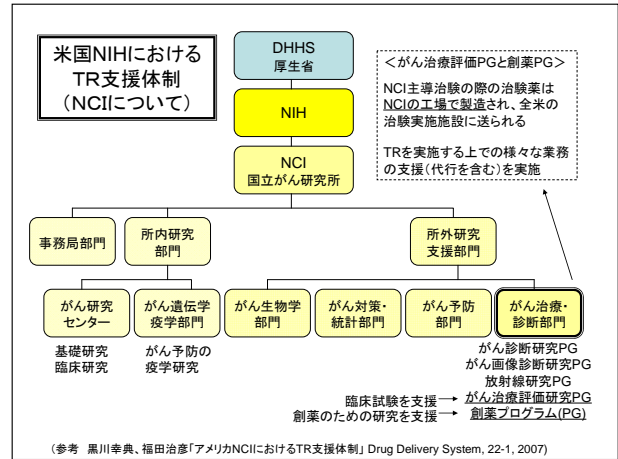 米国NIHにおける
TR支援体制
(NCIについて)
DHHS
厚生省
NIH
NCI
国立がん研究所
<がん治療評価PGと創薬PG>
NCI主導治験の際の治験薬は
NCIの工場で製造され、全米の
治験実施施設に送られる
TRを実施する上での様々な業務
の支援(代行を含む)を実施
事務局部門
所内研究
部門
所外研究
支援部門
がん研究
センター
がん遺伝学
疫学部門
がん生物学
部門
がん対策・
統計部門
がん予防
部門
がん治療・
診断部門
基礎研究
臨床研究
がん予防の
疫学研究
がん診断研究PG
がん画像診断研究PG
放射線研究PG
臨床試験を支援 → がん治療評価研究PG
創薬のための研究を支援 → 創薬プログラム(PG)
(参考 黒川幸典、福田治彦「アメリカNCIにおけるTR支援体制」 Drug Delivery System, 22-1, 2007)